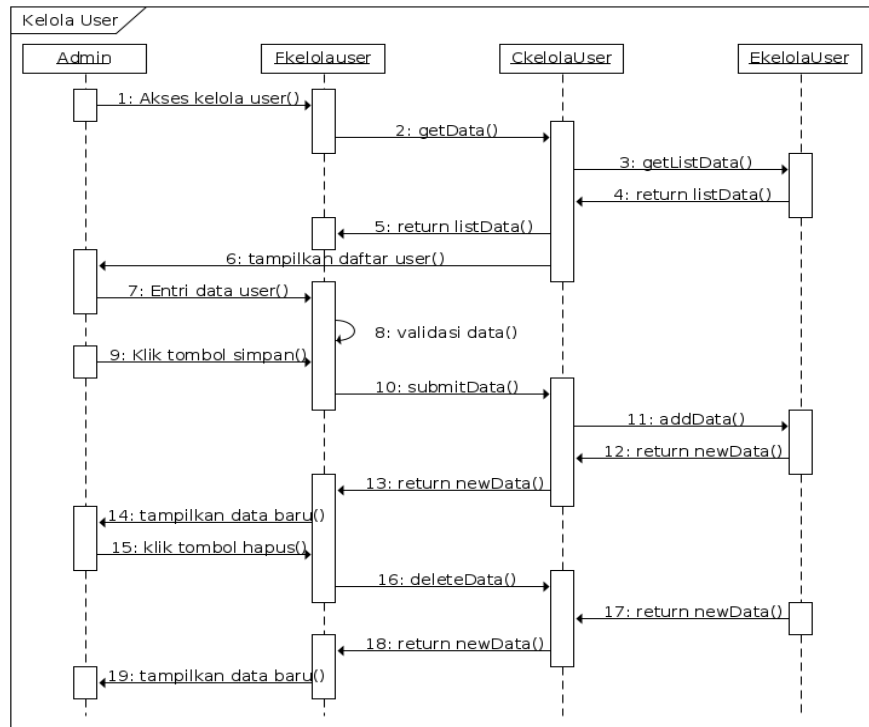 Kelola User
Admin
Fkelolauser
CkelolaUser
EkelolaUser
1: Akses kelola user()
2: getData()
3: getListData()
4: return listData()
5: return listData()
6: tampilkan daftar user()
7: Entri data user()
8: validasi data()
9: Klik tombol simpan()
10: submitData()
11: addData()
12: return newData()
13: return newData()
14: tampilkan data baru()
15: klik tombol hapus()
16: deleteData()
17: return newData()
18: return newData()
19: tampilkan data baru()